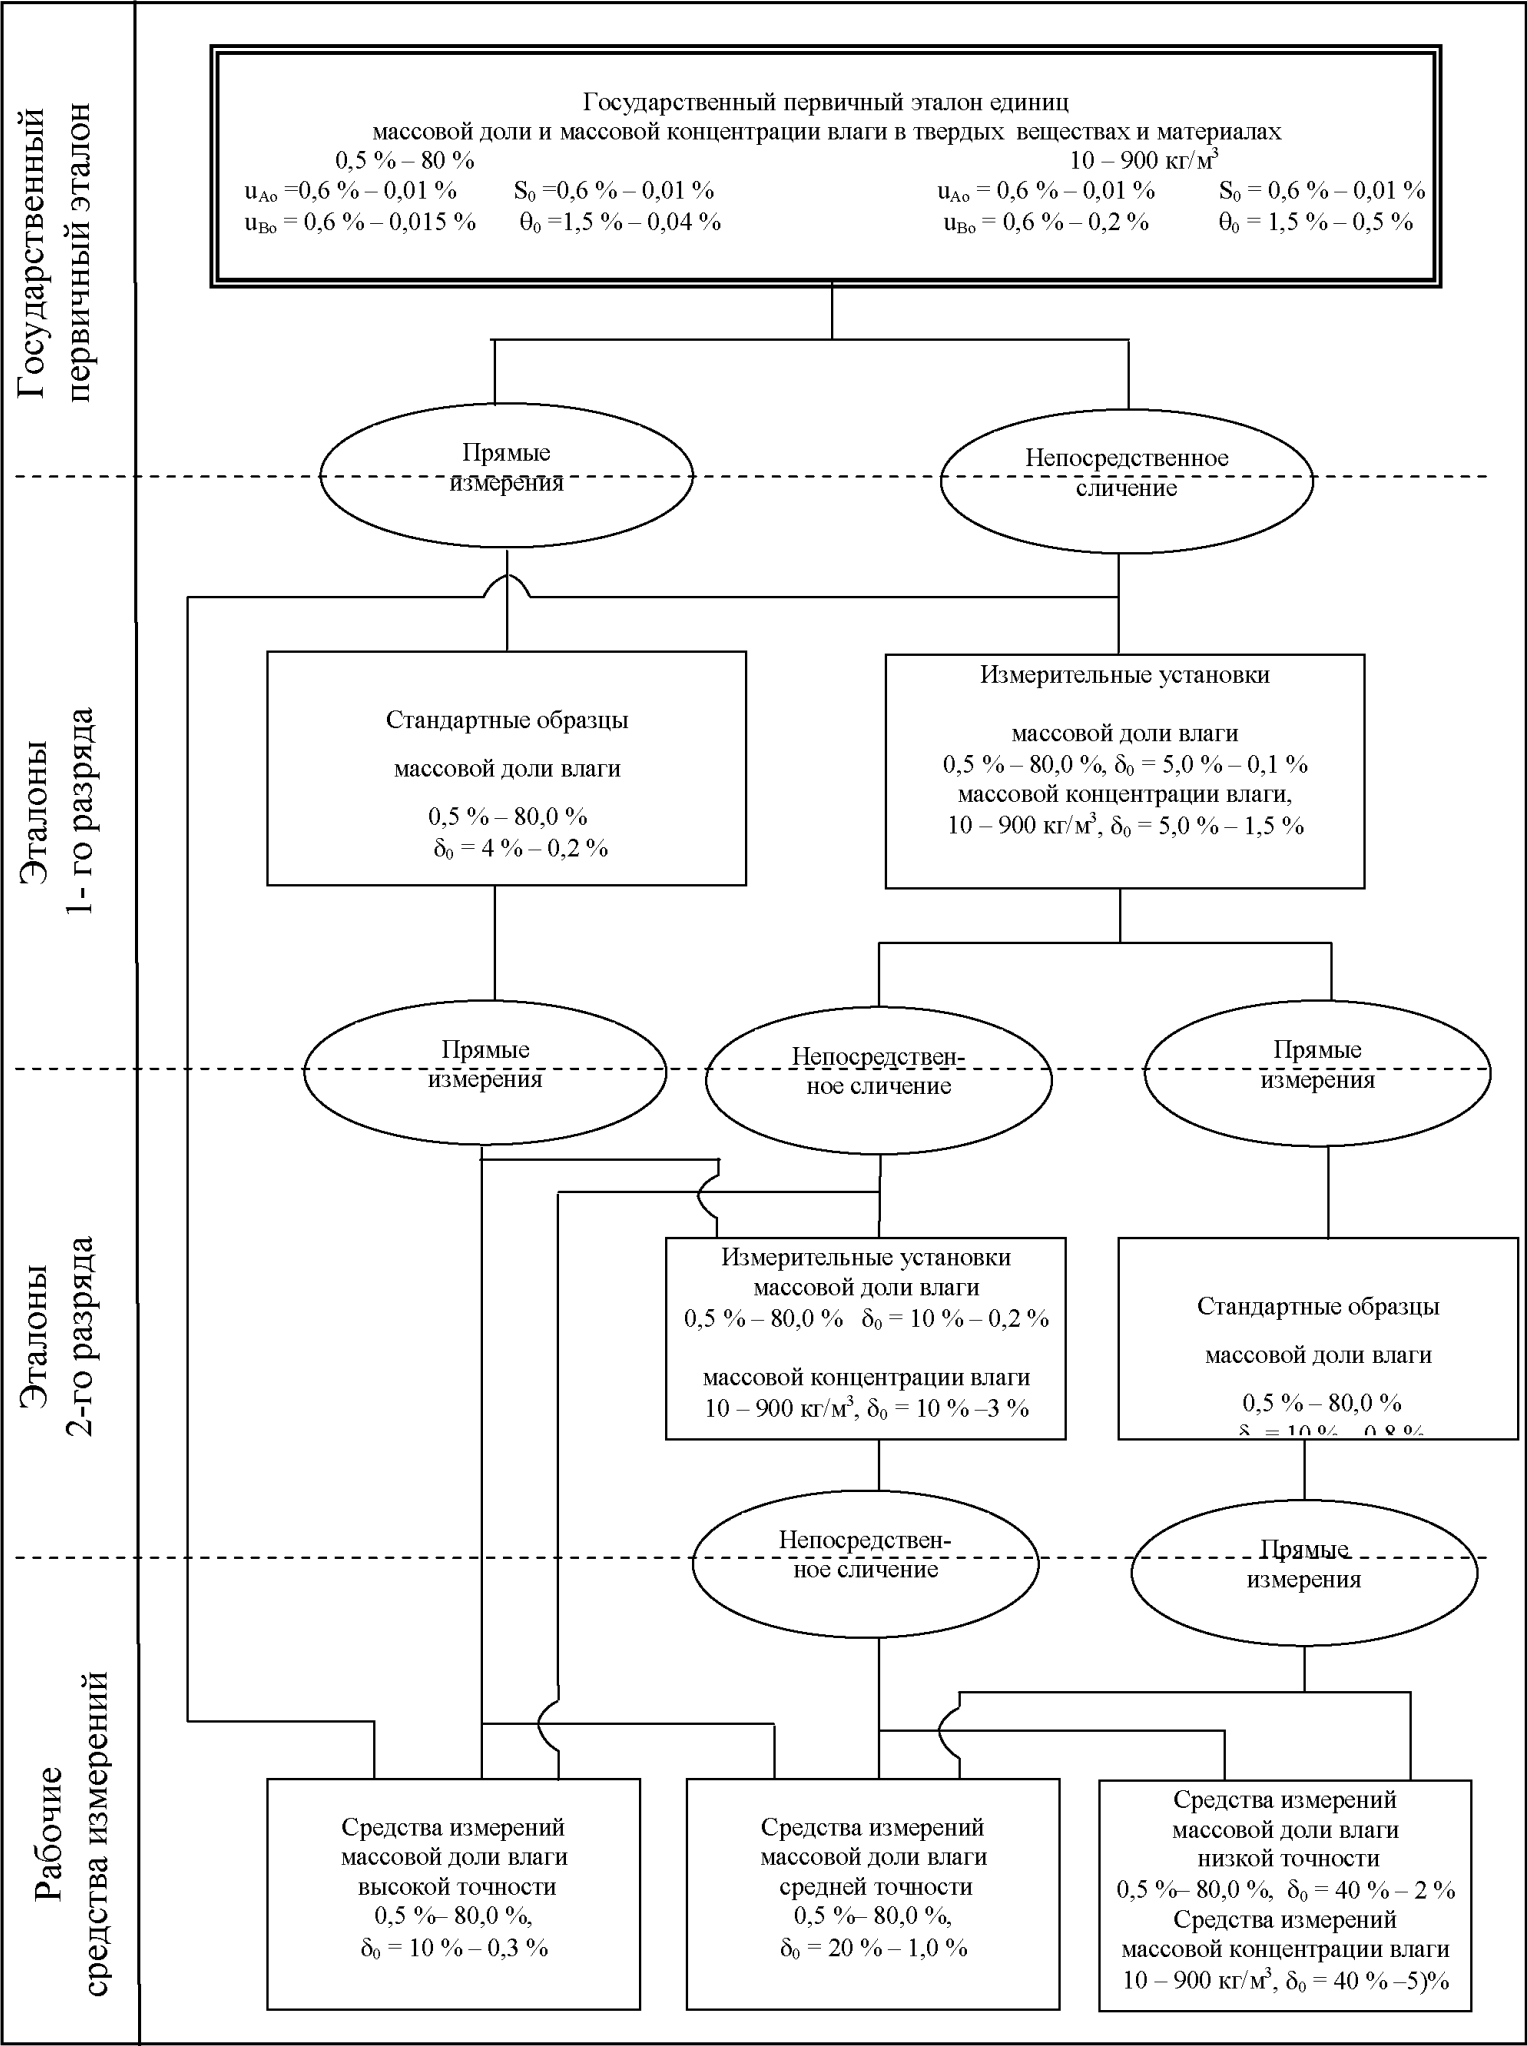 Государственный
первичный эталон
Государственный первичный эталон единиц
массовой доли и массовой концентрации влаги в твердых веществах и материалах
0,5 % – 80 % 10 – 900 кг/м³
uАо =0,6 % – 0,01 % S₀ =0,6 % – 0,01 % uАо = 0,6 % – 0,01 % S₀ = 0,6 % – 0,01 %
uВо = 0,6 % – 0,015 % θ₀ =1,5 % – 0,04 % uВо = 0,6 % – 0,2 % θ₀ = 1,5 % – 0,5 %
Прямые
измерения
Непосредственное
сличение
Эталоны
1- го разряда
Стандартные образцы
массовой доли влаги
0,5 % – 80,0 %
δ₀ = 4 % – 0,2 %
Измерительные установки
массовой доли влаги
0,5 % – 80,0 %, δ₀ = 5,0 % – 0,1 %
массовой концентрации влаги,
10 – 900 кг/м³, δ₀ = 5,0 % – 1,5 %
Прямые
измерения
Непосредствен-
ное сличение
Прямые
измерения
Эталоны
2-го разряда
Измерительные установки
массовой доли влаги
0,5 % – 80,0 % δ₀ = 10 % – 0,2 %
массовой концентрации влаги
10 – 900 кг/м³, δ₀ = 10 % –3 %
Стандартные образцы
массовой доли влаги
0,5 % – 80,0 %
δ = 10 % – 0,8 %
Непосредствен-
ное сличение
Прямые
измерения
Рабочие
средства измерений
Средства измерений
массовой доли влаги
высокой точности
0,5 %– 80,0 %,
δ₀ = 10 % – 0,3 %
Средства измерений
массовой доли влаги
средней точности
0,5 %– 80,0 %,
δ₀ = 20 % – 1,0 %
Средства измерений
массовой доли влаги
низкой точности
0,5 %– 80,0 %, δ₀ = 40 % – 2 %
Средства измерений
массовой концентрации влаги
10 – 900 кг/м³, δ₀ = 40 % –5)%